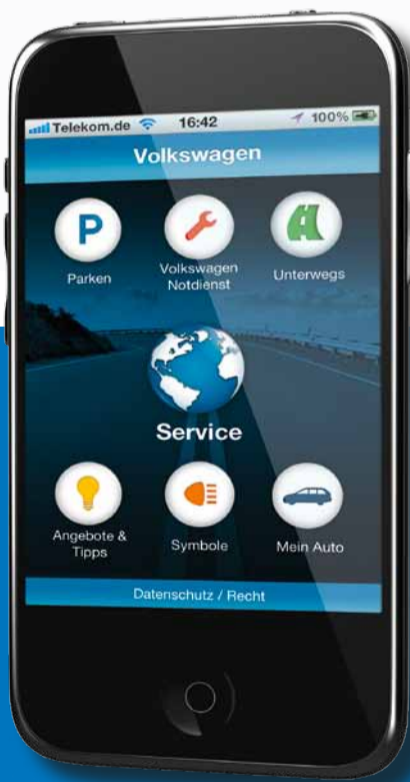 Telekom.de 16:42 100%
Volkswagen
P
Parken
Volkswagen
Notdienst
Unterwegs
Service
Angebote &
Tipps
Symbole
Mein Auto
Datenschutz / Recht